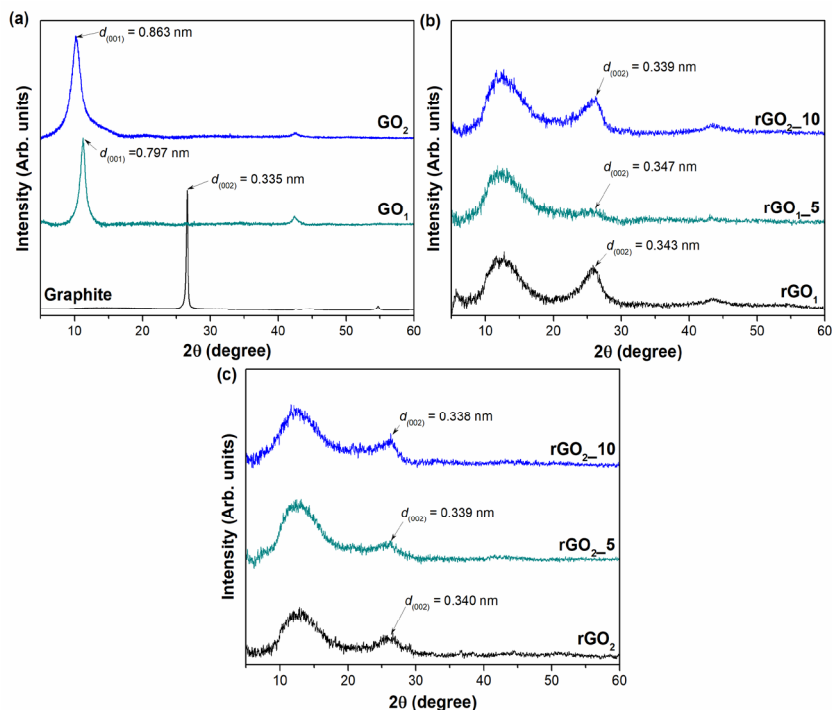 (a)
d(001) = 0.863 nm
GO2
d(001) =0.797 nm
d(002) = 0.335 nm
GO1
Graphite
Intensity (Arb. units)
10 20 30 40 50 60
2θ (degree)
(b)
d(002) = 0.339 nm
rGO2_10
d(002) = 0.347 nm
rGO1_5
d(002) = 0.343 nm
rGO1
Intensity (Arb. units)
10 20 30 40 50 60
2θ (degree)
(c)
d(002) = 0.338 nm
rGO2_10
d(002) = 0.339 nm
rGO2_5
d(002) = 0.340 nm
rGO2
Intensity (Arb. units)
10 20 30 40 50 60
2θ (degree)